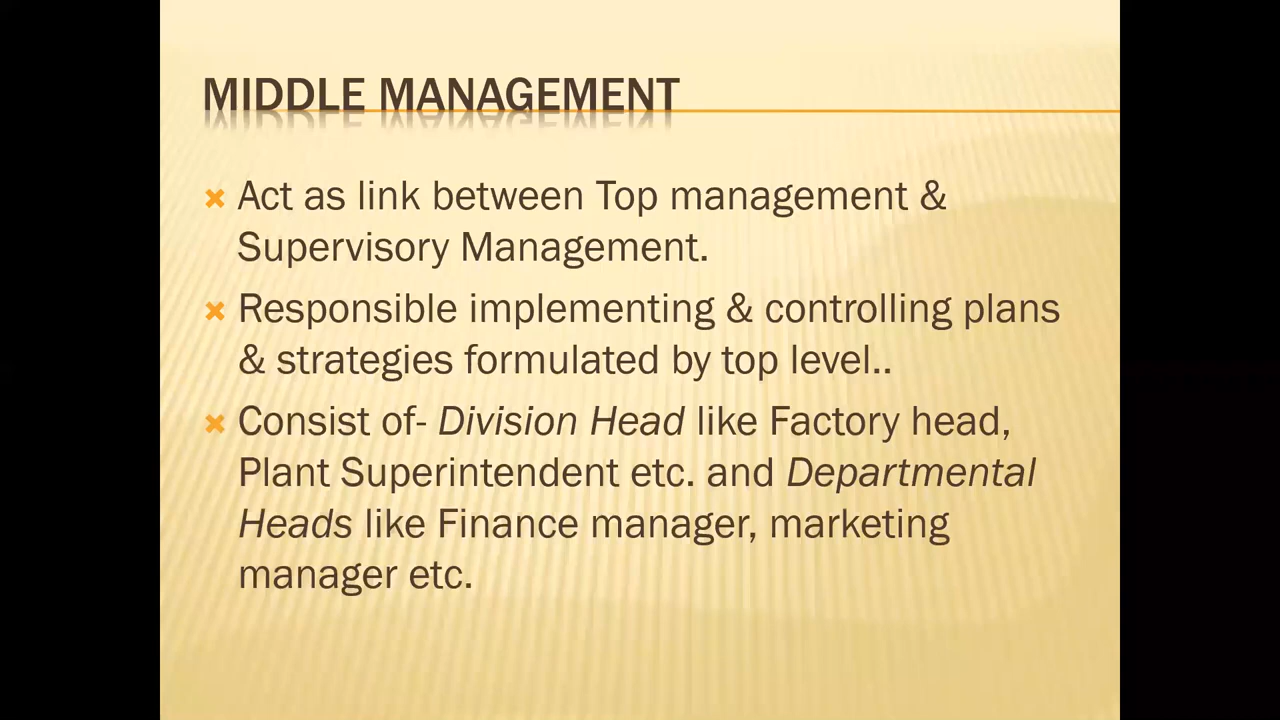 MIDDLE MANAGEMENT
Act as link between Top management &
Supervisory Management.
Responsible implementing & controlling plans
& strategies formulated by top level..
Consist of- Division Head like Factory head,
Plant Superintendent etc. and Departmental
Heads like Finance manager, marketing
manager etc.